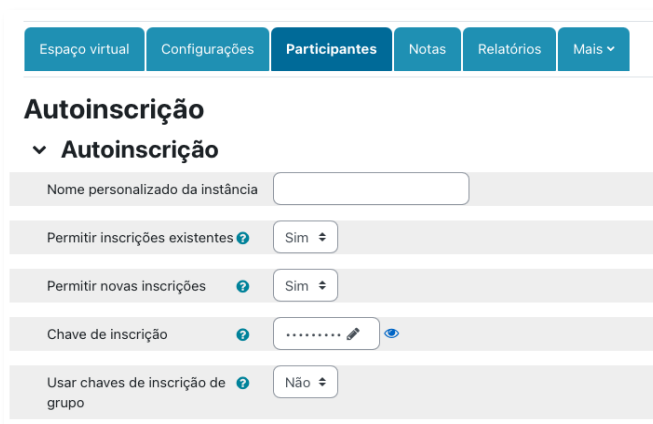 Espaço virtual Configurações Participantes Notas Relatórios Mais
Autoinscrição
Autoinscrição
Nome personalizado da instância
Permitir inscrições existentes ? Sim
Permitir novas inscrições ? Sim
Chave de inscrição ? .........
Usar chaves de inscrição de ? Não
grupo